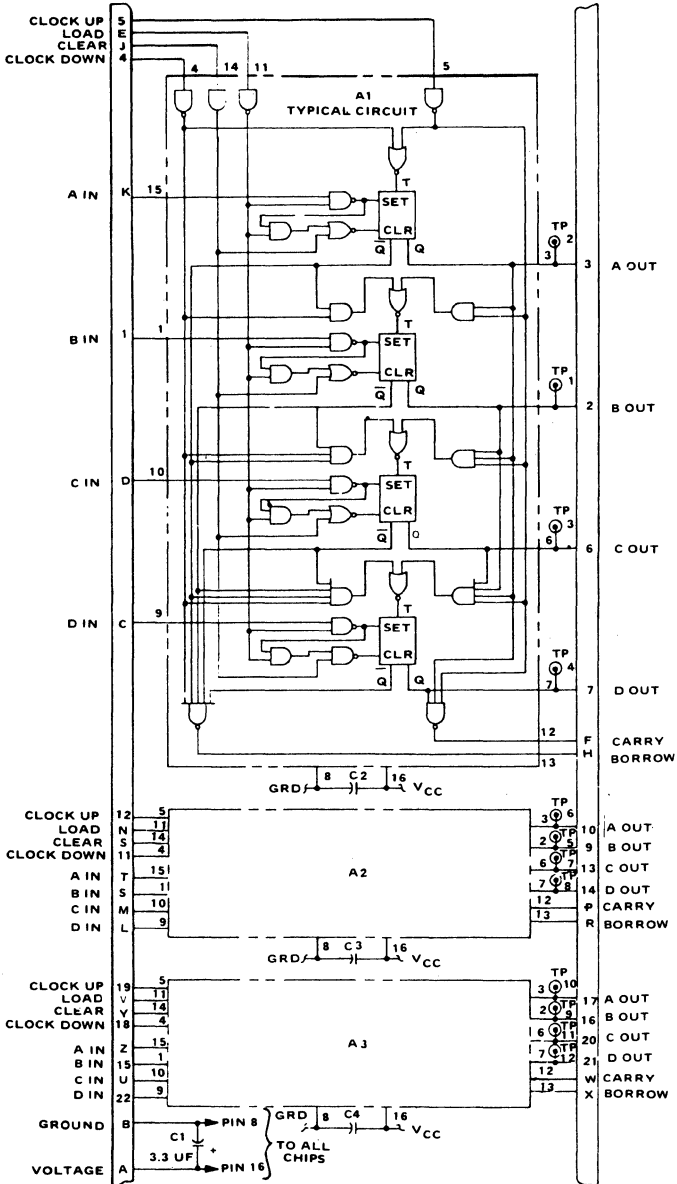 CLOCK UP 5
LOAD E
CLEAR J
CLOCK DOWN 4
4 14 11 5
A1
TYPICAL CIRCUIT
T
A IN K 15
SET
CLR
Q Q
TP 2
3
3 A OUT
T
B IN 1 1
SET
CLR
Q Q
TP 1
2 B OUT
T
C IN D 10
SET
CLR
Q Q
TP 3
6
6 C OUT
T
D IN C 9
SET
CLR
Q Q
TP 4
7
7 D OUT
12 F CARRY
H
13 BORROW
GRD 8 C2 16 VCC
CLOCK UP 12 5
LOAD N 11
CLEAR S 14
CLOCK DOWN 11 4
A IN T 15
B IN S 1
C IN M 10
D IN L 9
A2
TP 6
3 10 A OUT
TP 5
2 9 B OUT
TP 7
6 13 C OUT
TP 8
7 14 D OUT
12 P CARRY
13 R BORROW
GRD 8 C3 16 VCC
CLOCK UP 19 5
LOAD V 11
CLEAR Y 14
CLOCK DOWN 18 4
A IN Z 15
B IN 15 1
C IN U 10
D IN 22 9
A3
TP 10
3 17 A OUT
TP 9
2 16 B OUT
TP 11
6 20 C OUT
TP 12
7 21 D OUT
12 W CARRY
13 X BORROW
GRD 8 C4 16 VCC
GROUND B PIN 8
C1
3.3 UF +
TO ALL
CHIPS
VOLTAGE A PIN 16